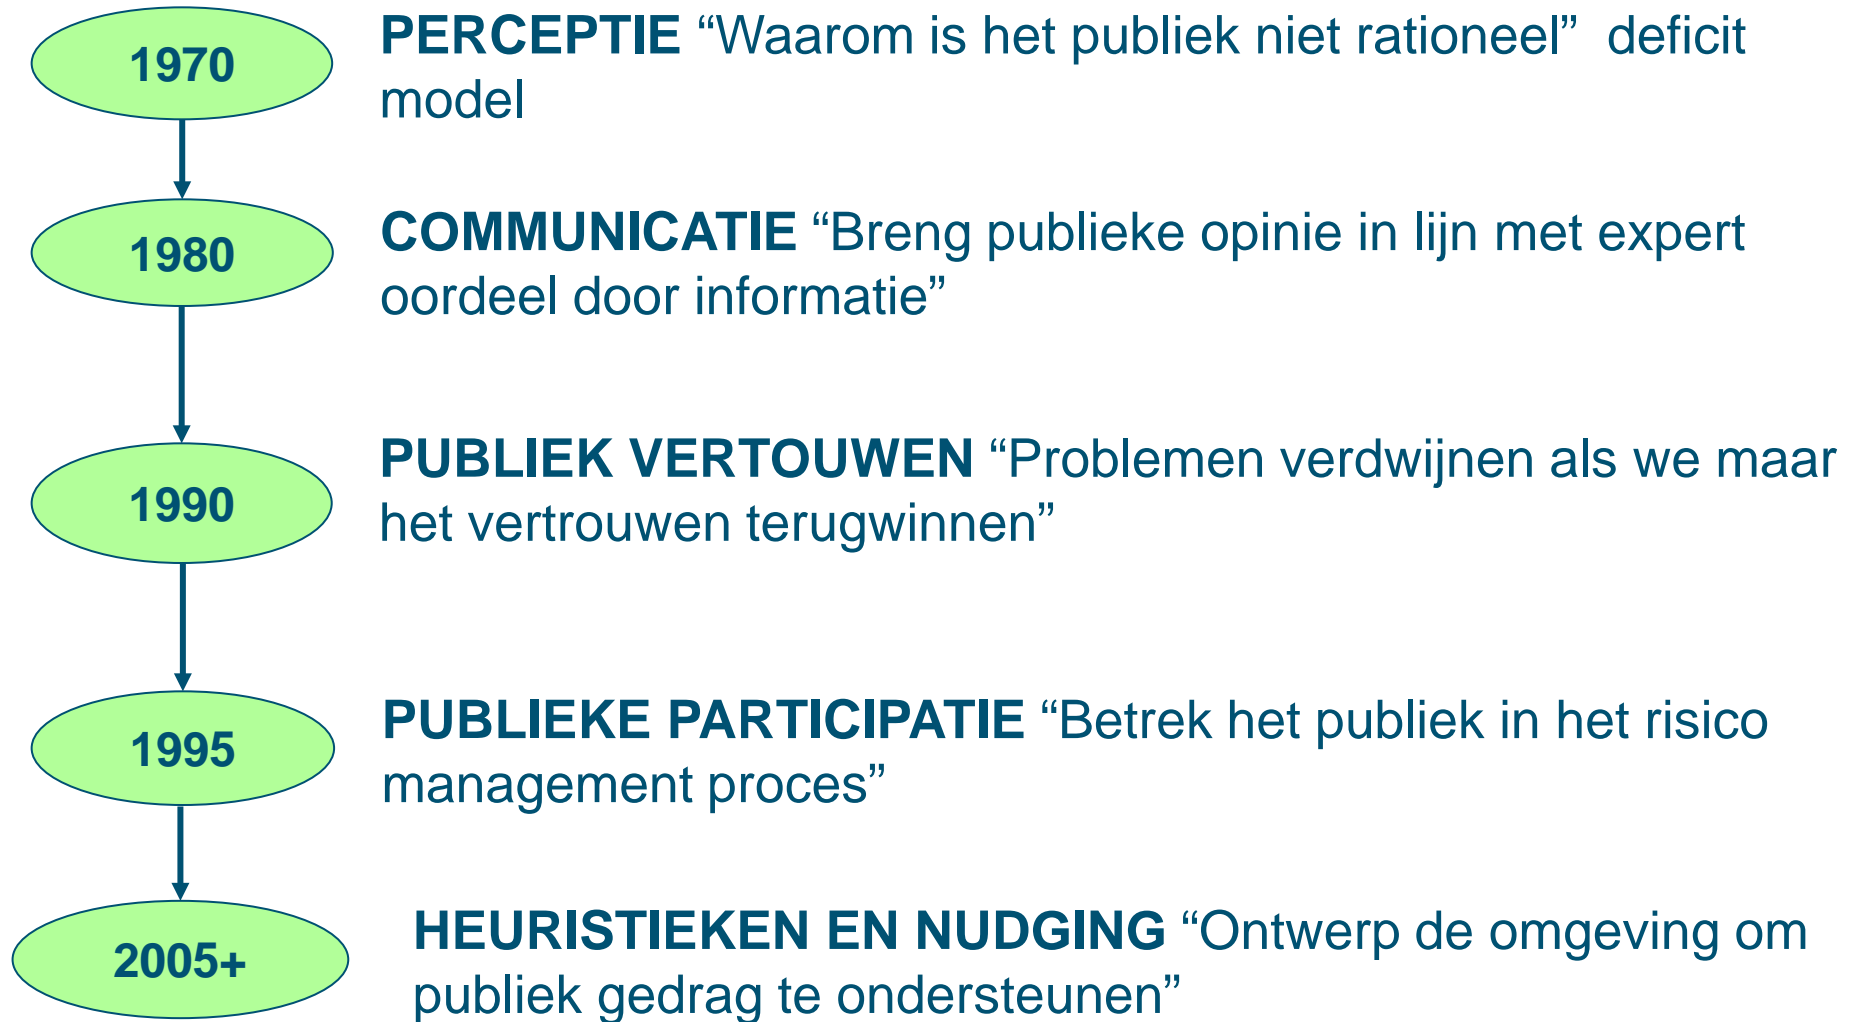 1970
PERCEPTIE “Waarom is het publiek niet rationeel” deficit
model
1980
COMMUNICATIE “Breng publieke opinie in lijn met expert
oordeel door informatie”
1990
PUBLIEK VERTOUWEN “Problemen verdwijnen als we maar
het vertrouwen terugwinnen”
1995
PUBLIEKE PARTICIPATIE “Betrek het publiek in het risico
management proces”
2005+
HEURISTIEKEN EN NUDGING “Ontwerp de omgeving om
publiek gedrag te ondersteunen”